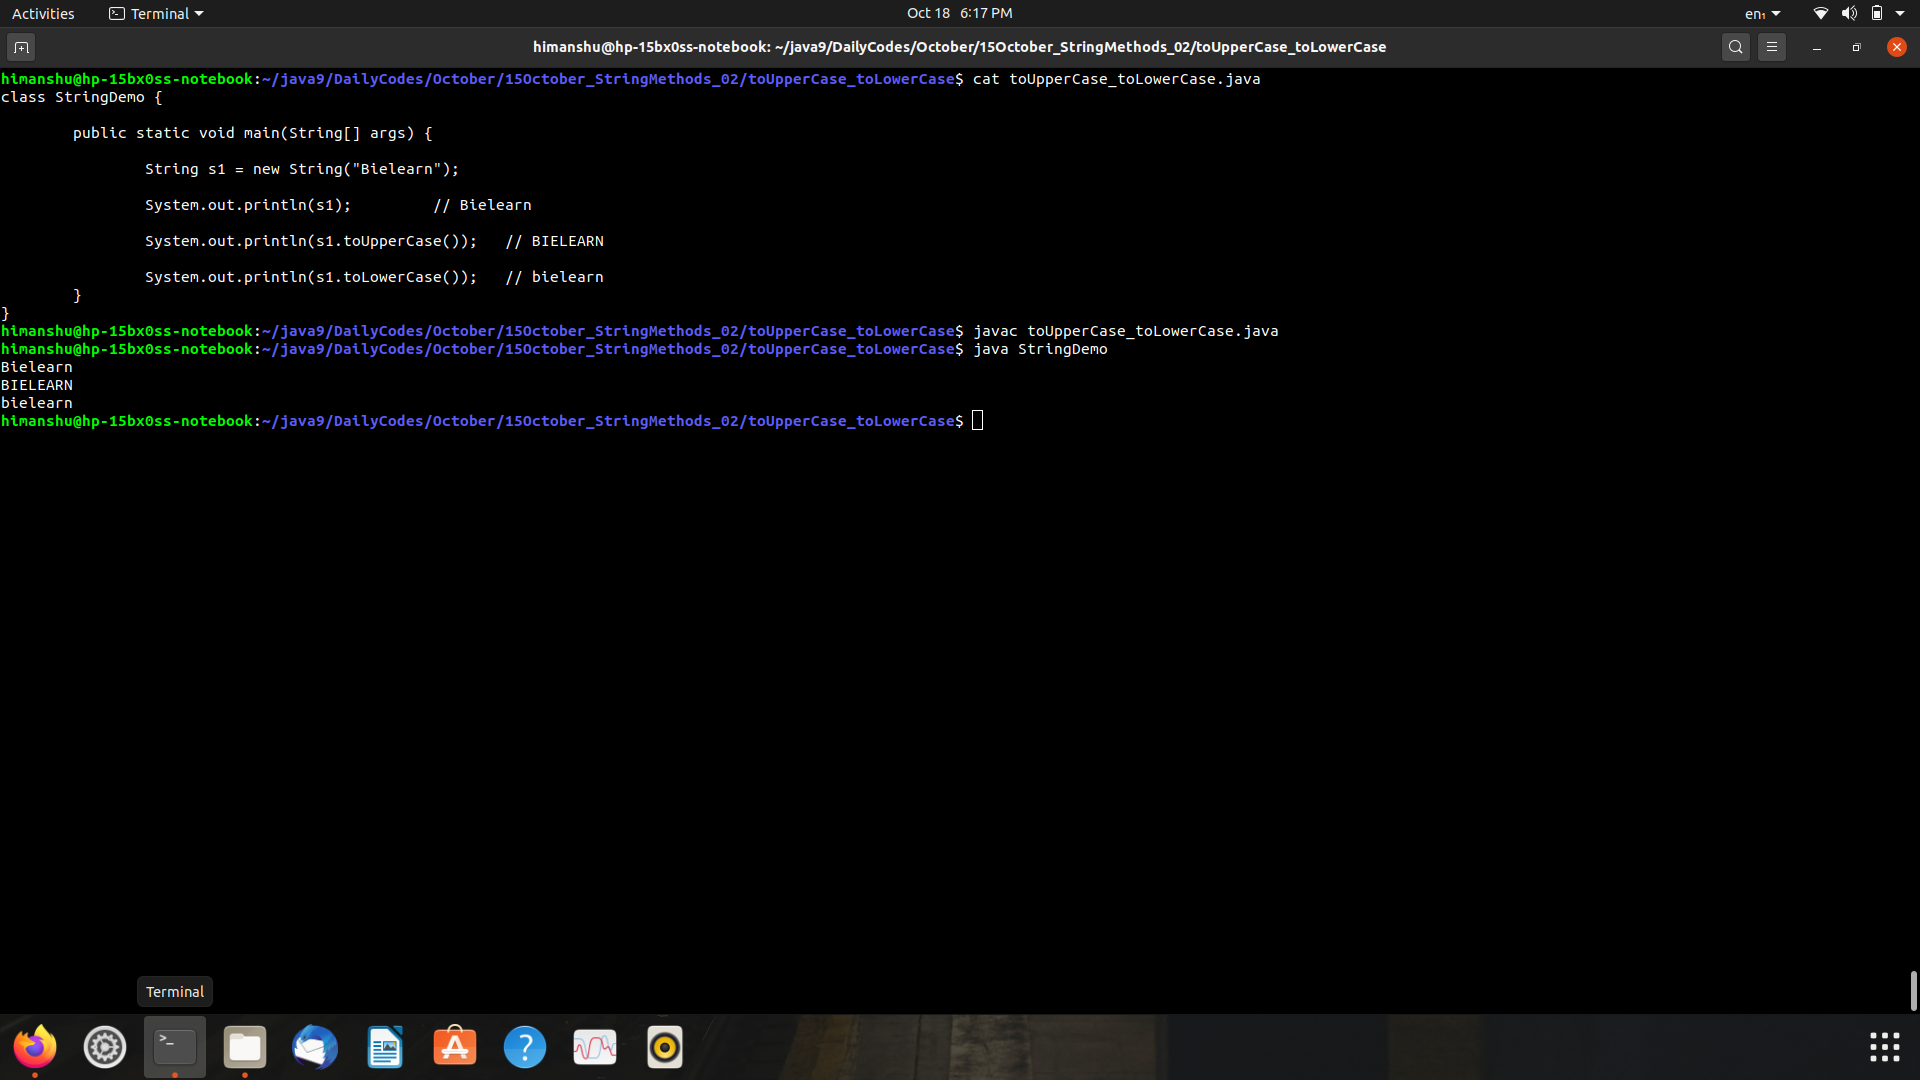 Activities Terminal Oct 18 6:17 PM en₁
himanshu@hp-15bx0ss-notebook: ~/java9/DailyCodes/October/15October_StringMethods_02/toUpperCase_toLowerCase
himanshu@hp-15bx0ss-notebook:~/java9/DailyCodes/October/15October_StringMethods_02/toUpperCase_toLowerCase$ cat toUpperCase_toLowerCase.java
class StringDemo {
        public static void main(String[] args) {
                String s1 = new String("Bielearn");
                System.out.println(s1);         // Bielearn
                System.out.println(s1.toUpperCase());   // BIELEARN
                System.out.println(s1.toLowerCase());   // bielearn
        }
}
himanshu@hp-15bx0ss-notebook:~/java9/DailyCodes/October/15October_StringMethods_02/toUpperCase_toLowerCase$ javac toUpperCase_toLowerCase.java
himanshu@hp-15bx0ss-notebook:~/java9/DailyCodes/October/15October_StringMethods_02/toUpperCase_toLowerCase$ java StringDemo
Bielearn
BIELEARN
bielearn
himanshu@hp-15bx0ss-notebook:~/java9/DailyCodes/October/15October_StringMethods_02/toUpperCase_toLowerCase$
Terminal